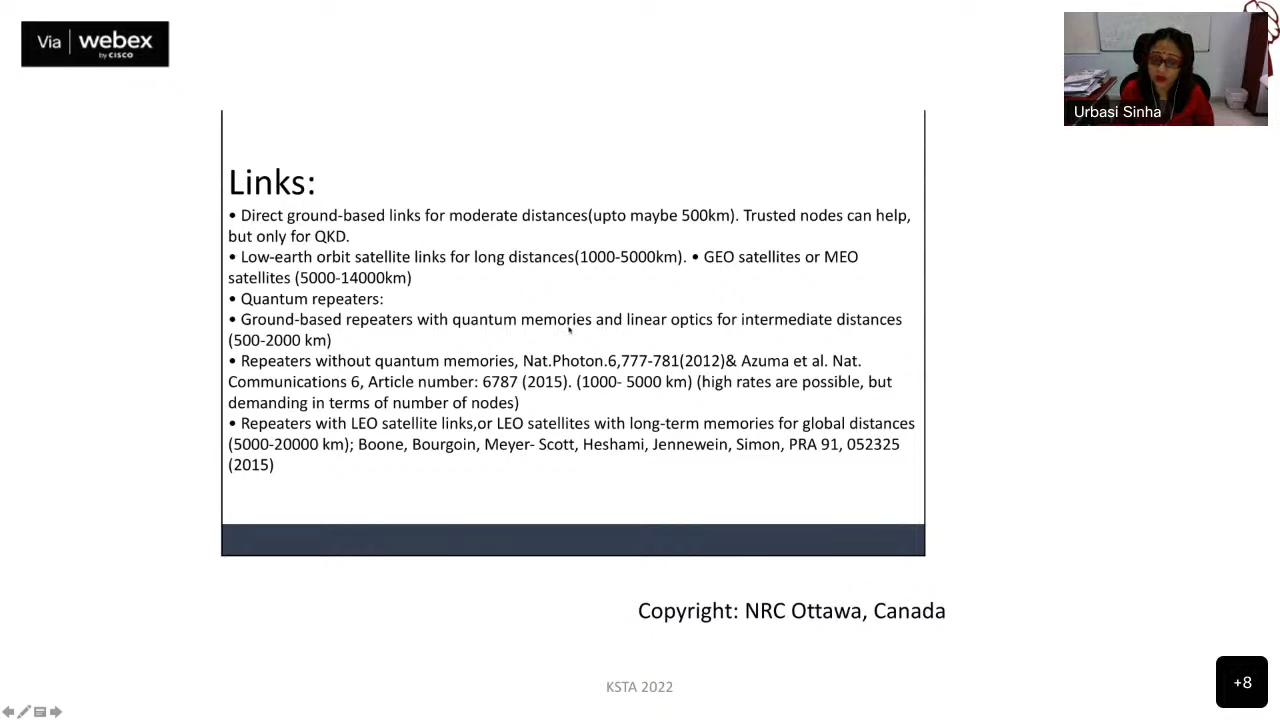 Via webex
by CISCO
Urbasi Sinha
Links:
• Direct ground-based links for moderate distances(upto maybe 500km). Trusted nodes can help,
but only for QKD.
• Low-earth orbit satellite links for long distances(1000-5000km). • GEO satellites or MEO
satellites (5000-14000km)
• Quantum repeaters:
• Ground-based repeaters with quantum memories and linear optics for intermediate distances
(500-2000 km)
• Repeaters without quantum memories, Nat.Photon.6,777-781(2012)& Azuma et al. Nat.
Communications 6, Article number: 6787 (2015). (1000- 5000 km) (high rates are possible, but
demanding in terms of number of nodes)
• Repeaters with LEO satellite links,or LEO satellites with long-term memories for global distances
(5000-20000 km); Boone, Bourgoin, Meyer- Scott, Heshami, Jennewein, Simon, PRA 91, 052325
(2015)
Copyright: NRC Ottawa, Canada
KSTA 2022
+8